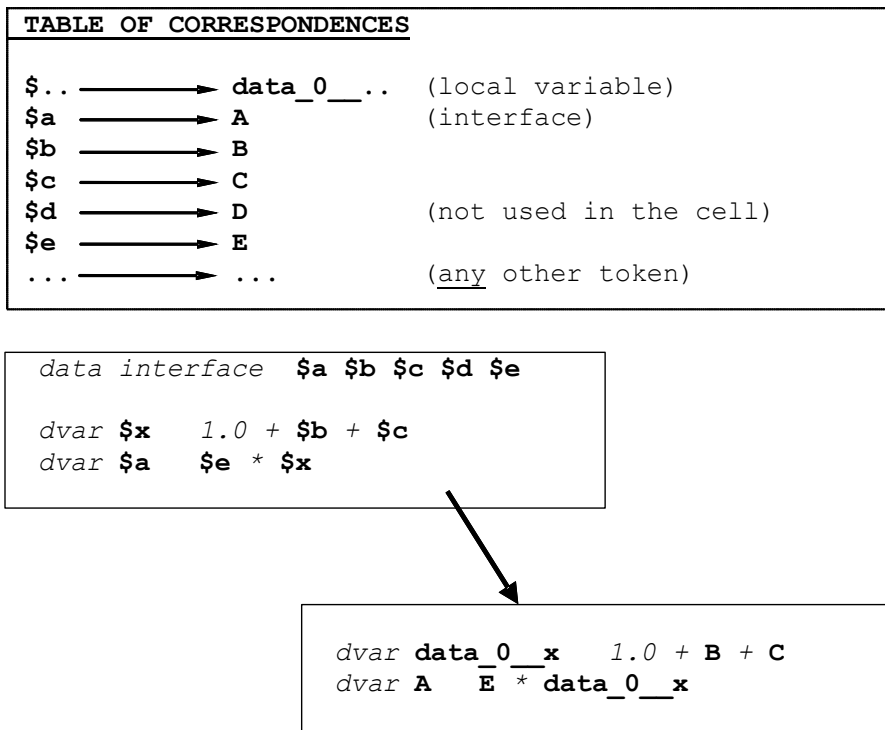 TABLE OF CORRESPONDENCES
$.. data_0__.. (local variable)
$a A (interface)
$b B
$c C
$d D (not used in the cell)
$e E
... ... (any other token)
data interface $a $b $c $d $e
dvar $x 1.0 + $b + $c
dvar $a $e * $x
dvar data_0__x 1.0 + B + C
dvar A E * data_0__x